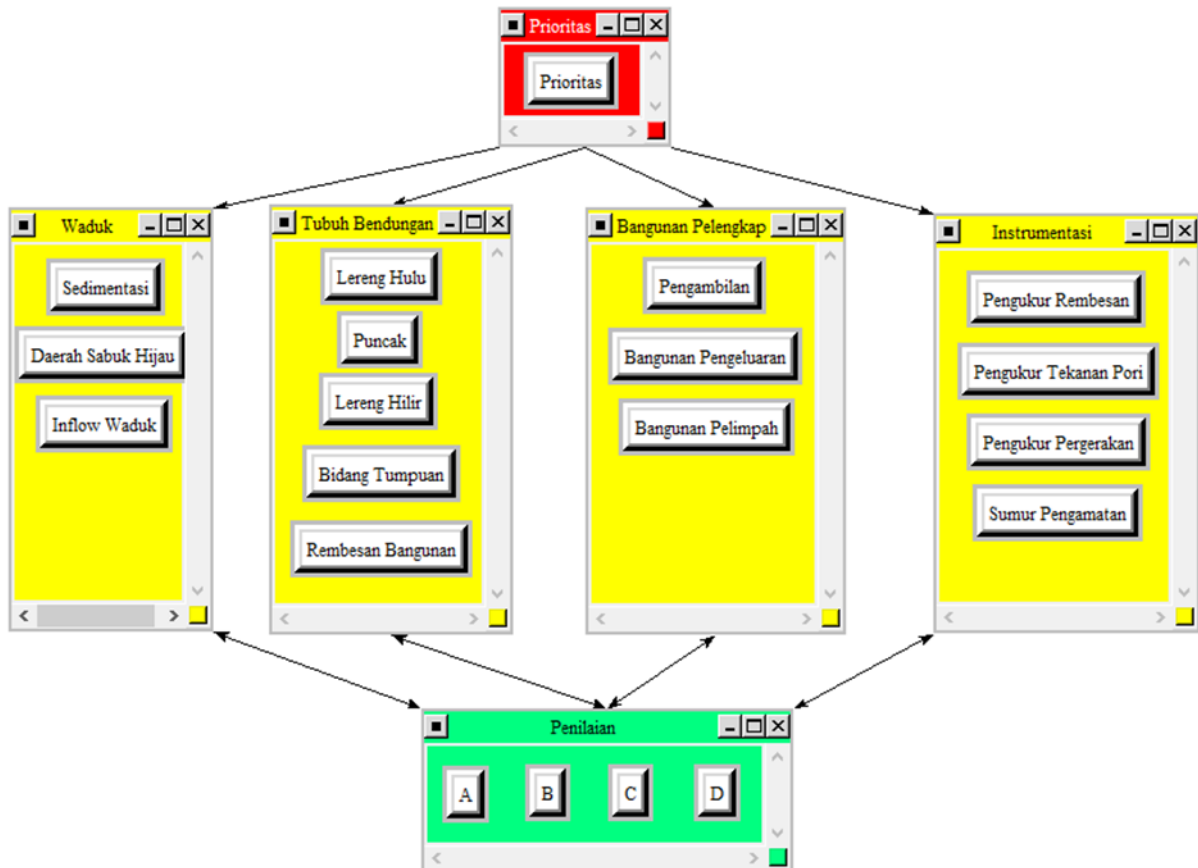 Prioritas
Prioritas
Waduk
Sedimentasi
Daerah Sabuk Hijau
Inflow Waduk
Tubuh Bendungan
Lereng Hulu
Puncak
Lereng Hilir
Bidang Tumpuan
Rembesan Bangunan
Bangunan Pelengkap
Pengambilan
Bangunan Pengeluaran
Bangunan Pelimpah
Instrumentasi
Pengukur Rembesan
Pengukur Tekanan Pori
Pengukur Pergerakan
Sumur Pengamatan
Penilaian
A B C D